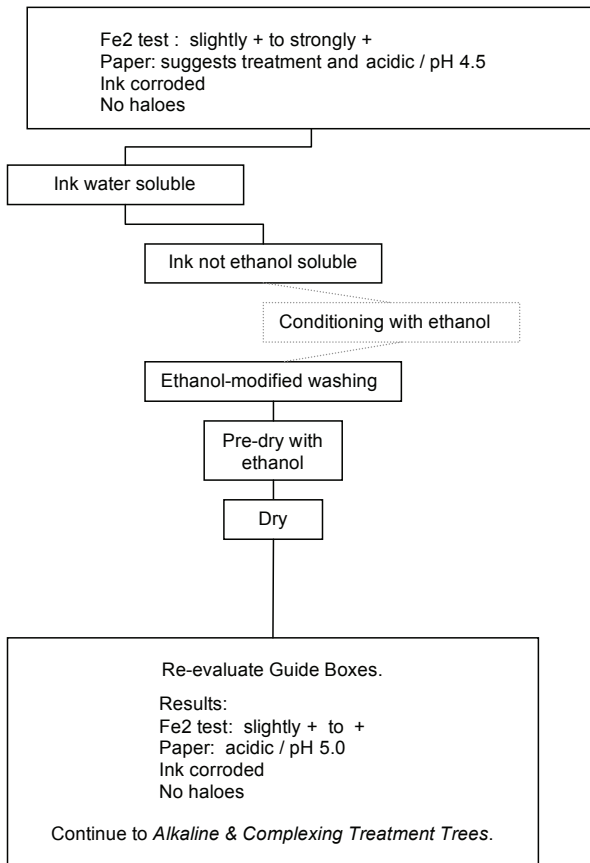 Fe2 test :  slightly + to strongly +
Paper: suggests treatment and acidic / pH 4.5
Ink corroded
No haloes
Ink water soluble
Ink not ethanol soluble
Conditioning with ethanol
Ethanol-modified washing
Pre-dry with
ethanol
Dry
Re-evaluate Guide Boxes.
Results:
Fe2 test:  slightly +  to  +
Paper:  acidic / pH 5.0
Ink corroded
No haloes
Continue to Alkaline & Complexing Treatment Trees.